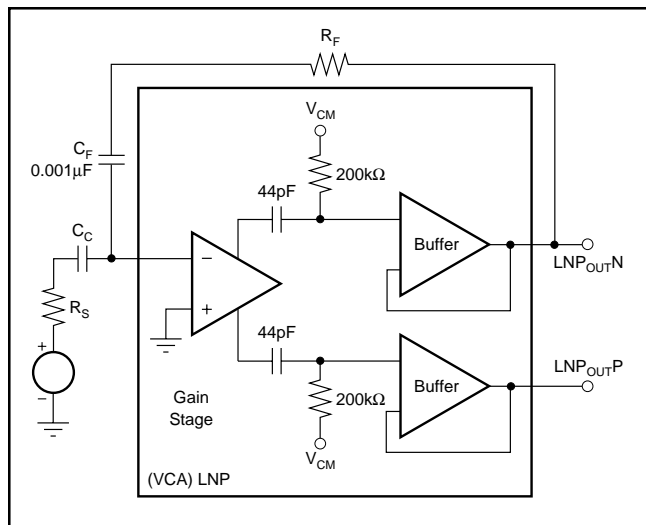 R_F
V_CM
C_F
0.001μF
200kΩ
44pF
C_C
Buffer
−
LNP_OUTN
R_S
+
+
44pF
LNP_OUTP
−
Buffer
Gain
Stage
200kΩ
V_CM
(VCA) LNP